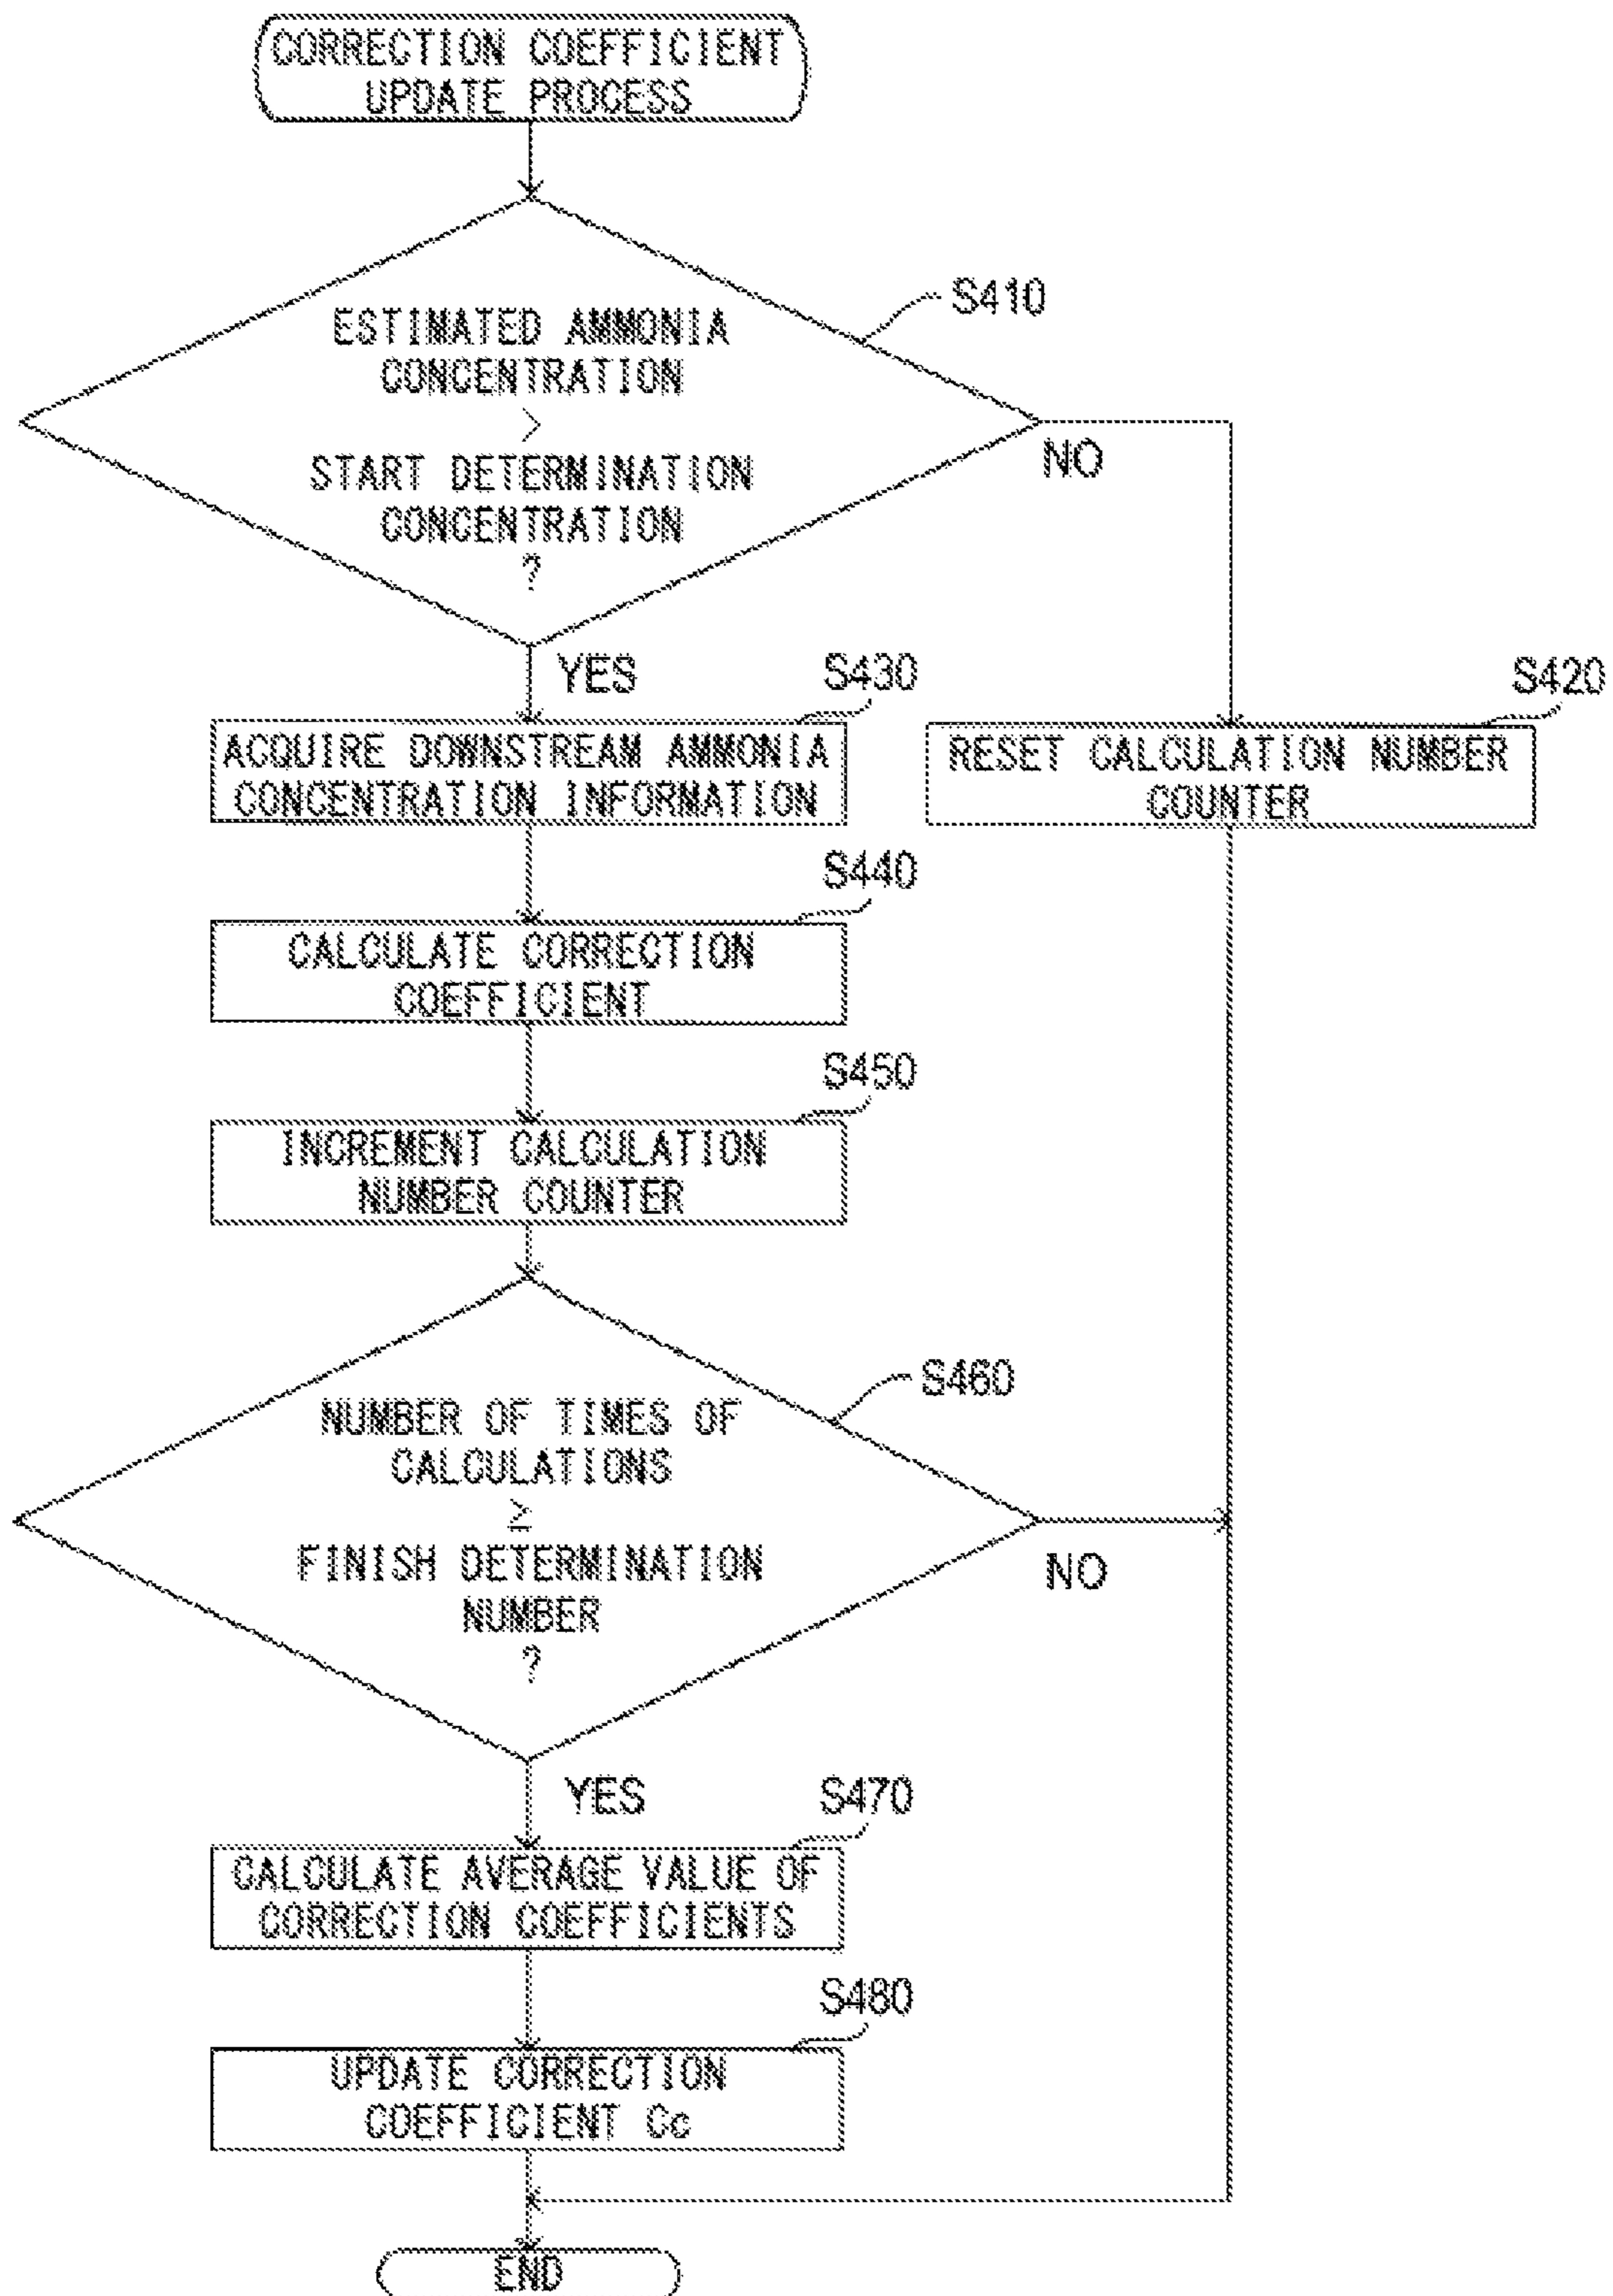 CORRECTION COEFFICIENT
UPDATE PROCESS
S410
ESTIMATED AMMONIA
CONCENTRATION
>
START DETERMINATION
CONCENTRATION
?
NO
YES
S430
S420
ACQUIRE DOWNSTREAM AMMONIA
CONCENTRATION INFORMATION
RESET CALCULATION NUMBER
COUNTER
S440
CALCULATE CORRECTION
COEFFICIENT
S450
INCREMENT CALCULATION
NUMBER COUNTER
S460
NUMBER OF TIMES OF
CALCULATIONS
≥
FINISH DETERMINATION
NUMBER
?
NO
YES
S470
CALCULATE AVERAGE VALUE OF
CORRECTION COEFFICIENTS
S480
UPDATE CORRECTION
COEFFICIENT Cc
END